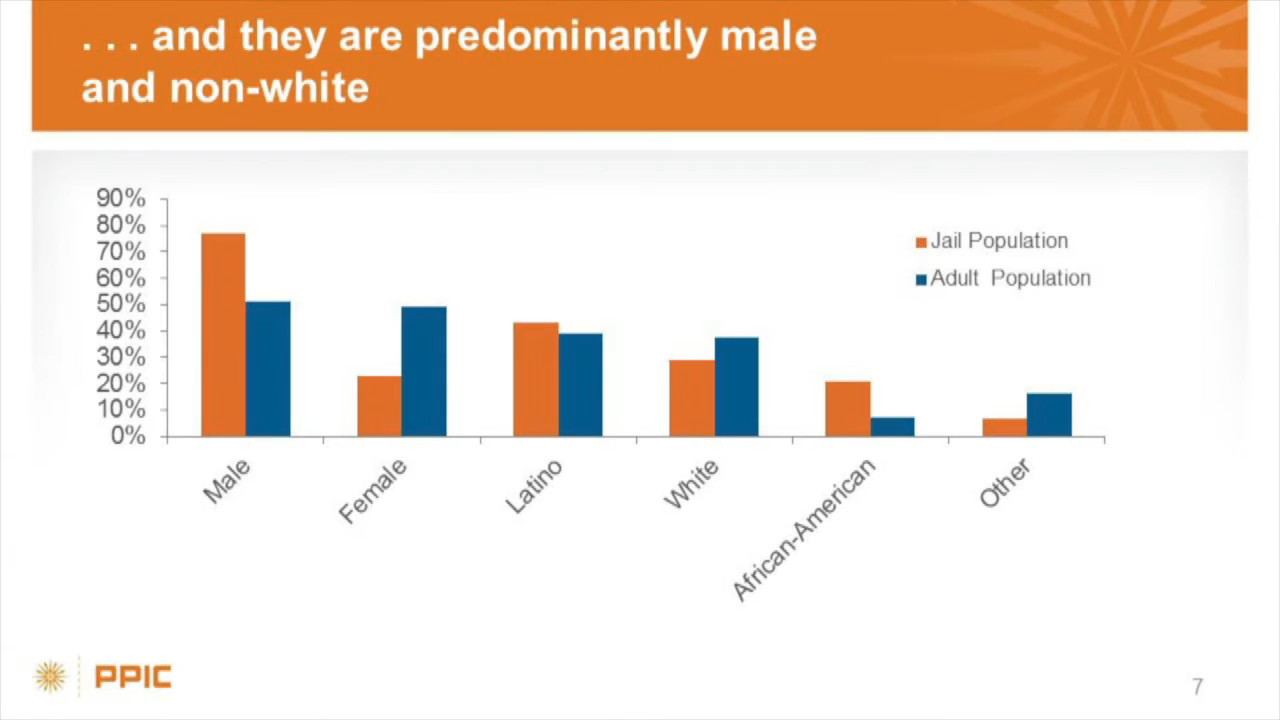 . . . and they are predominantly male
and non-white
90%
80%
70%
60%
50%
40%
30%
20%
10%
0%
Jail Population
Adult Population
Male
Female
Latino
White
African-American
Other
PPIC
7